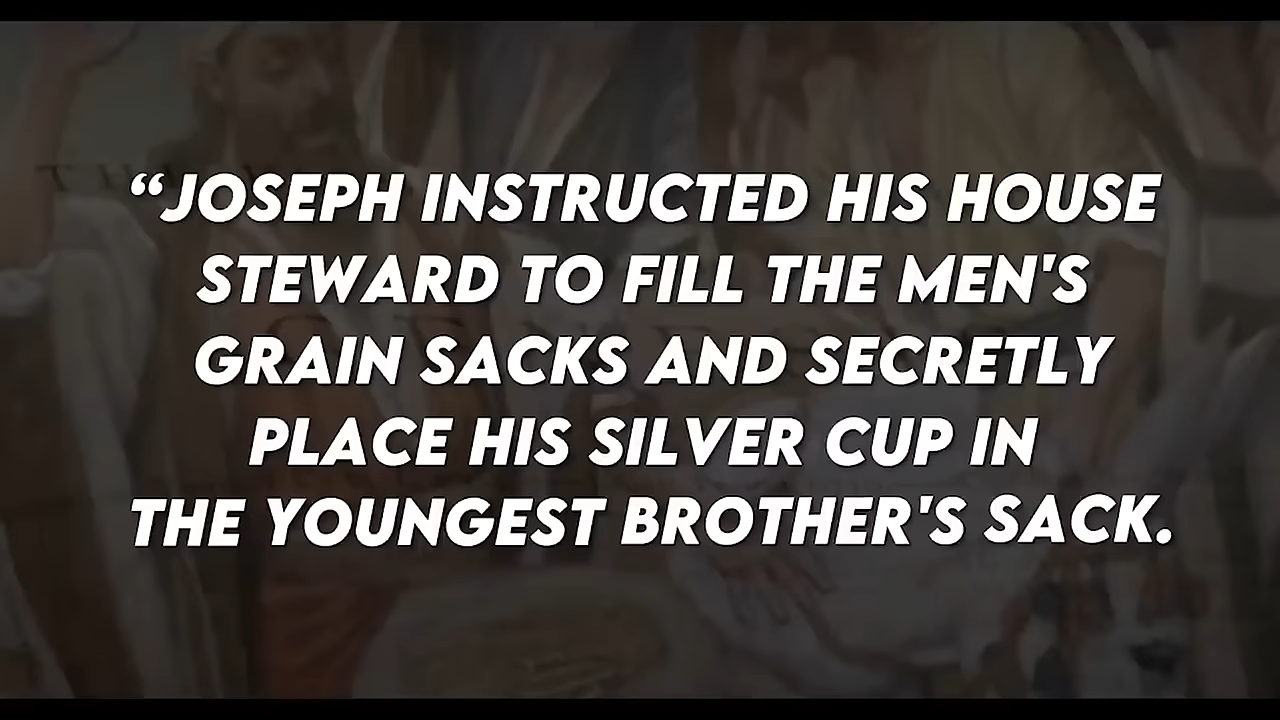 “JOSEPH INSTRUCTED HIS HOUSE
STEWARD TO FILL THE MEN'S
GRAIN SACKS AND SECRETLY
PLACE HIS SILVER CUP IN
THE YOUNGEST BROTHER'S SACK.